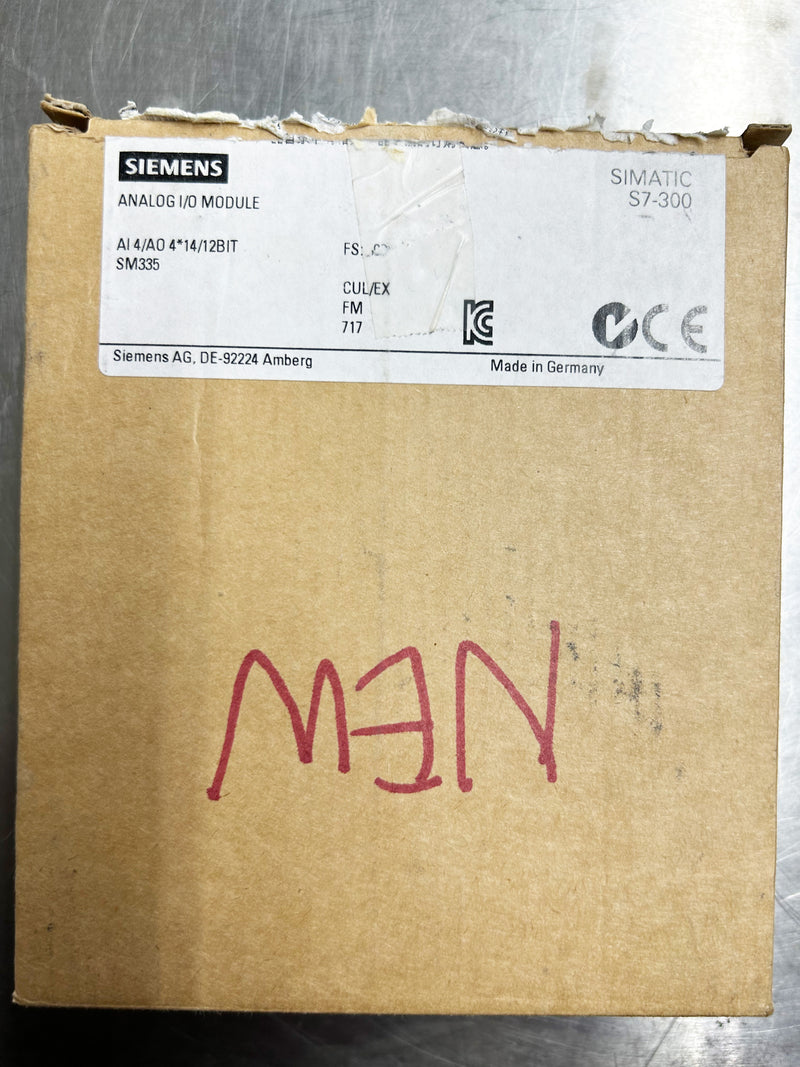 SIEMENS
SIMATIC
S7-300
ANALOG I/O MODULE
AI 4/AO 4*14/12BIT
SM335
FS:
CUL/EX
FM
717
Siemens AG, DE-92224 Amberg
Made in Germany
NEW